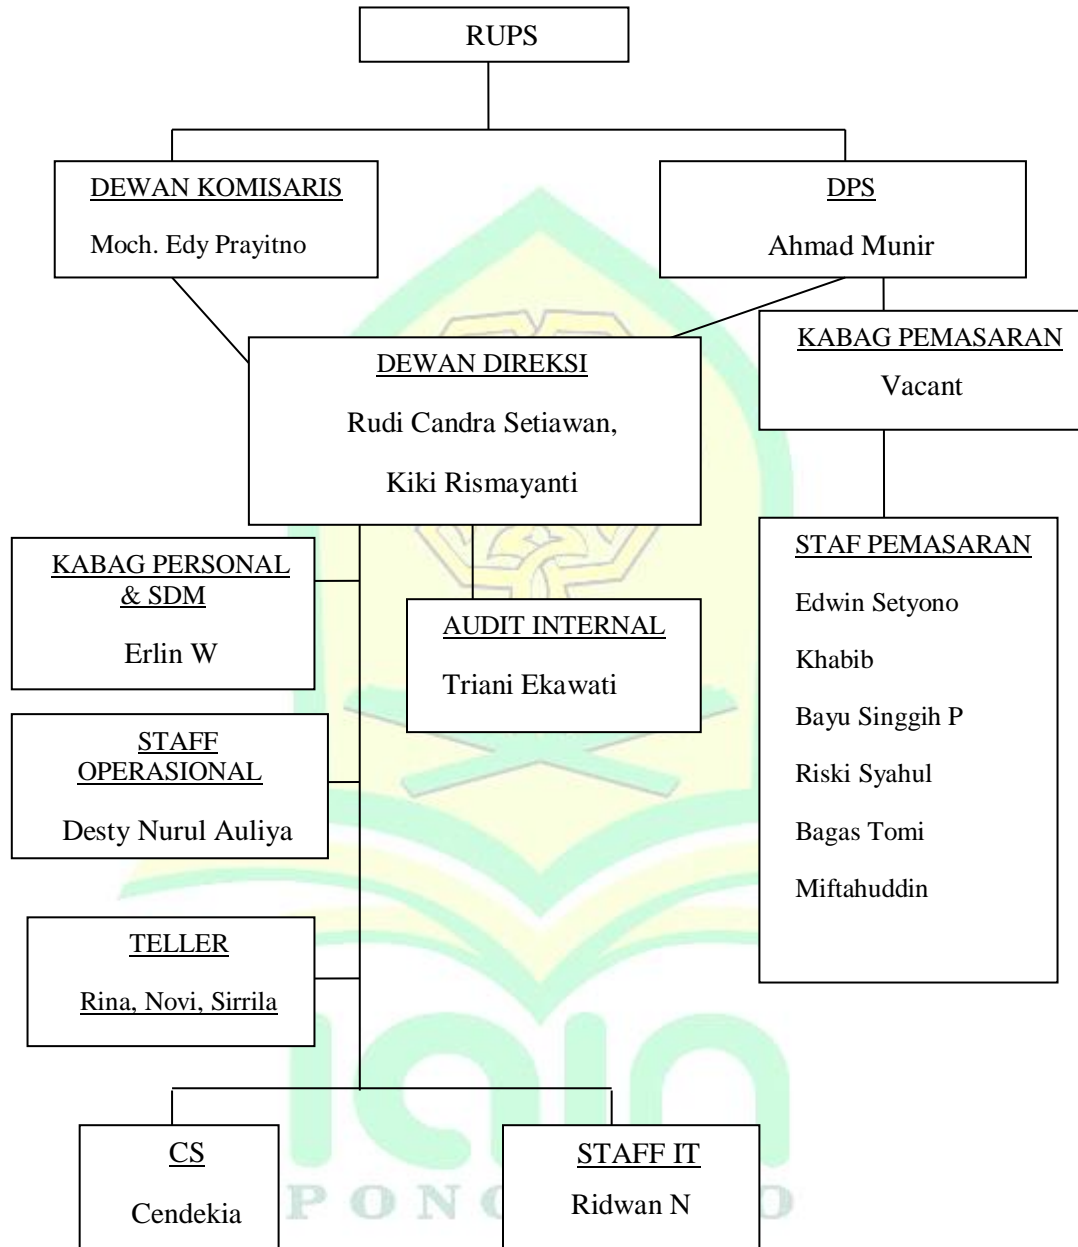 RUPS
DEWAN KOMISARIS
Moch. Edy Prayitno
DPS
Ahmad Munir
DEWAN DIREKSI
Rudi Candra Setiawan,
Kiki Rismayanti
KABAG PEMASARAN
Vacant
KABAG PERSONAL
& SDM
Erlin W
AUDIT INTERNAL
Triani Ekawati
STAF PEMASARAN
Edwin Setyono
Khabib
Bayu Singgih P
Riski Syahul
Bagas Tomi
Miftahuddin
STAFF
OPERASIONAL
Desty Nurul Auliya
TELLER
Rina, Novi, Sirrila
CS
Cendekia
STAFF IT
Ridwan N
iain